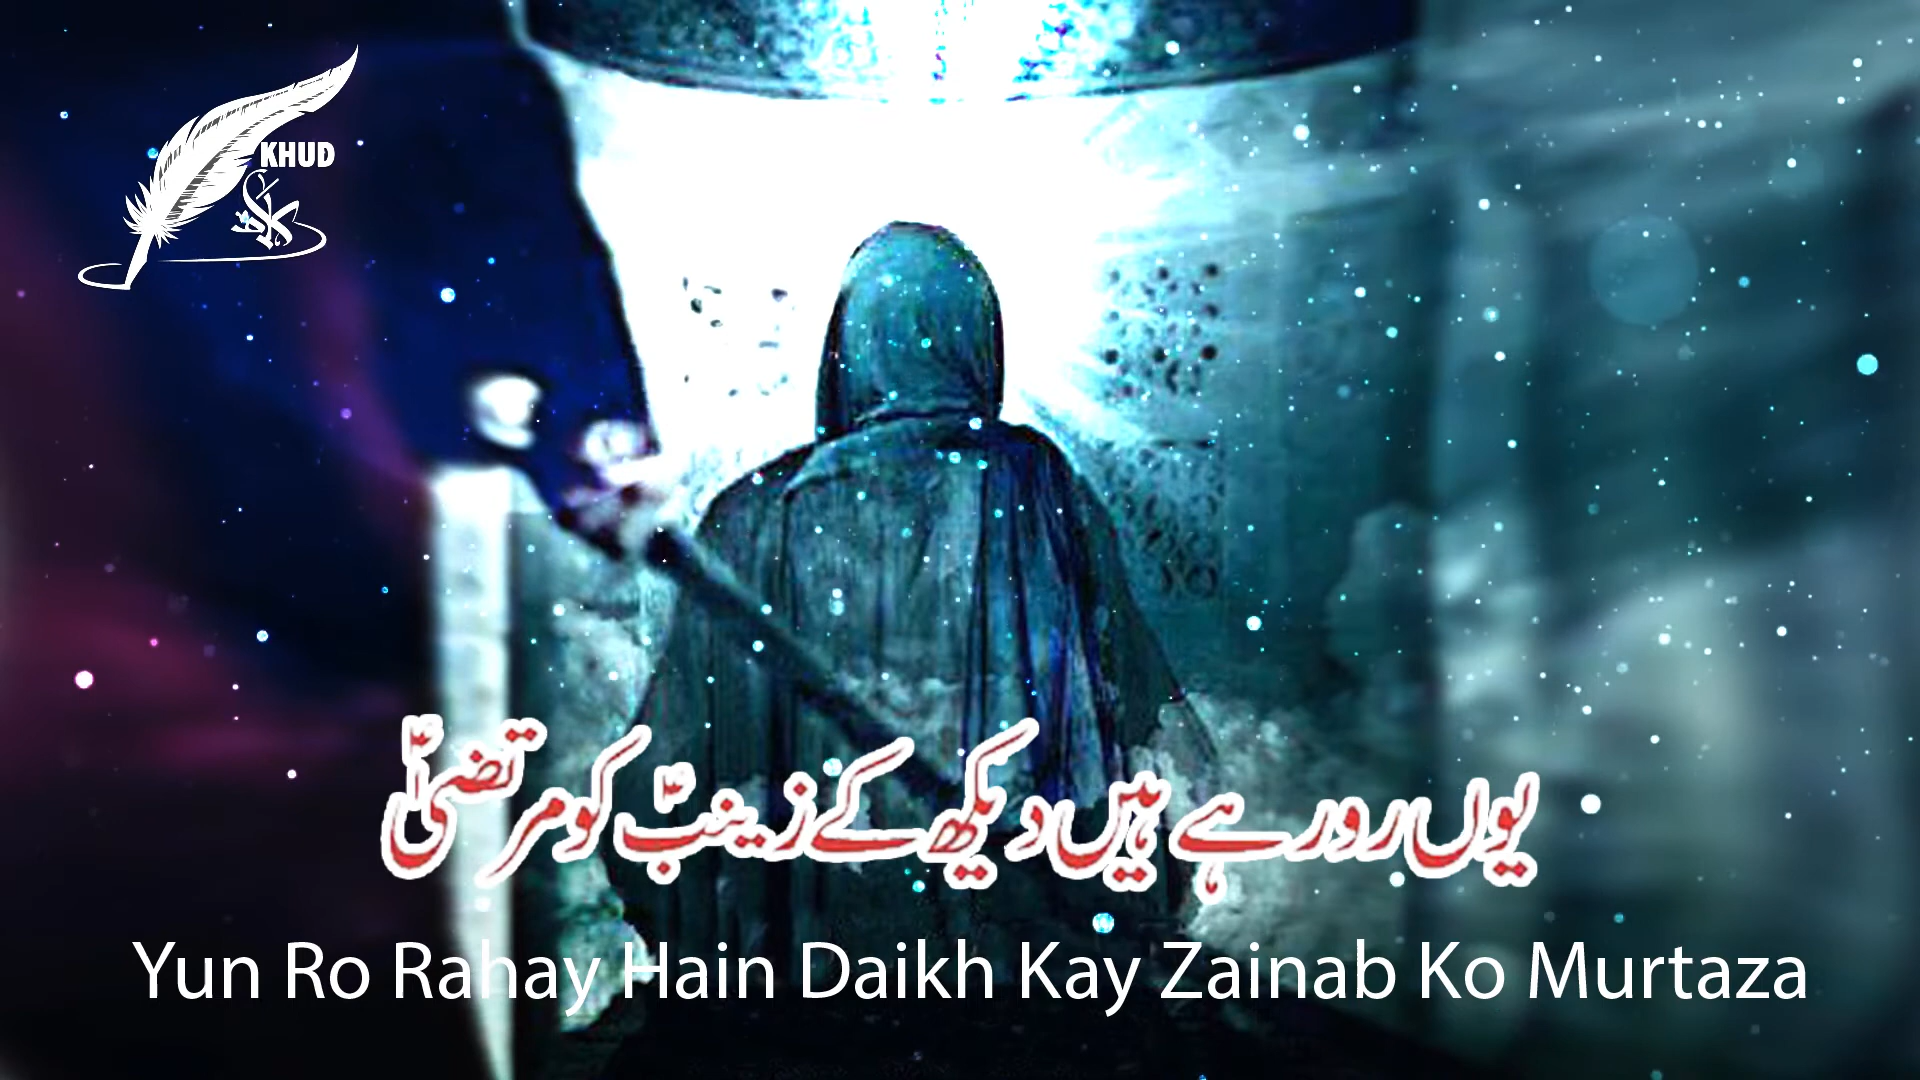 KHUD
یوں رو رہے ہیں دیکھ کے زینبؑ کو مرتضیٰؑ
Yun Ro Rahay Hain Daikh Kay Zainab Ko Murtaza